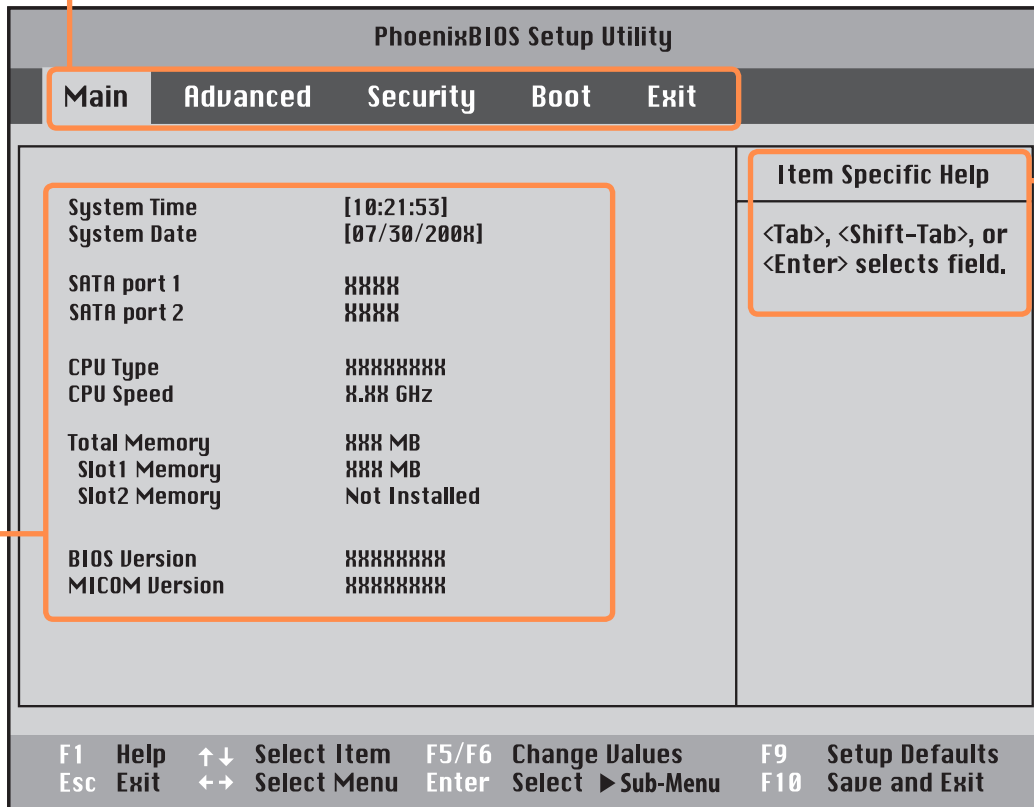 PhoenixBIOS Setup Utility
Main Advanced Security Boot Exit
Item Specific Help
<Tab>, <Shift-Tab>, or
<Enter> selects field.
System Time [10:21:53]
System Date [07/30/200X]
SATA port 1 XXXX
SATA port 2 XXXX
CPU Type XXXXXXXX
CPU Speed X.XX GHz
Total Memory XXX MB
Slot1 Memory XXX MB
Slot2 Memory Not Installed
BIOS Version XXXXXXXX
MICOM Version XXXXXXXX
F1 Help ↑↓ Select Item F5/F6 Change Values F9 Setup Defaults
Esc Exit ←→ Select Menu Enter Select ▶ Sub-Menu F10 Save and Exit